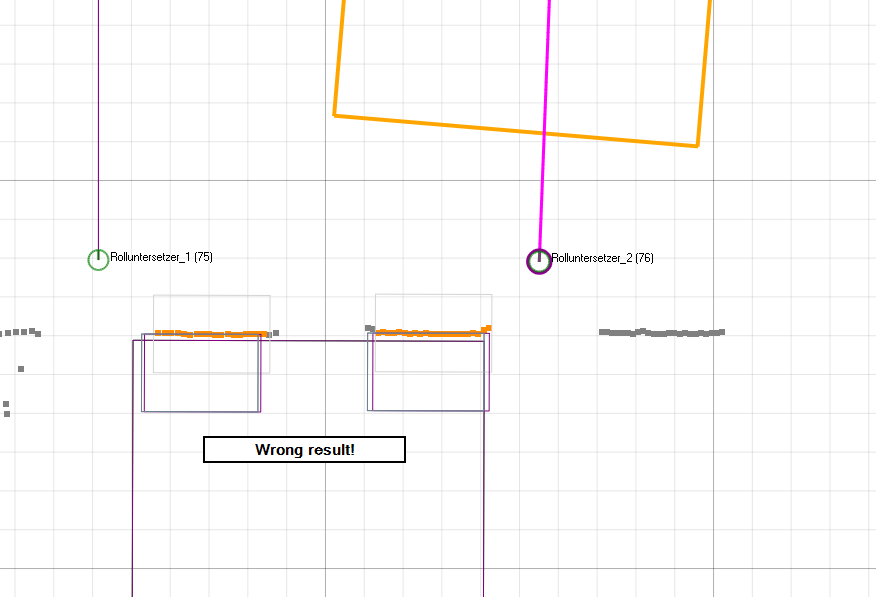 Rolluntersetzer_1 (75)
Rolluntersetzer_2 (76)
Wrong result!